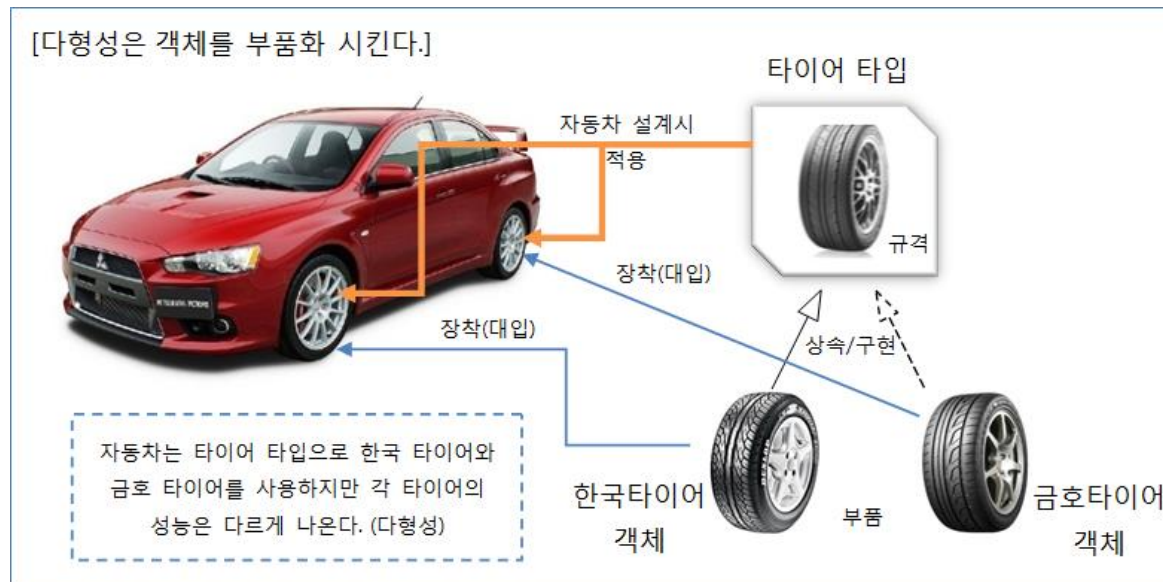 [다형성은 객체를 부품화 시킨다.]
타이어 타입
자동차 설계시
적용
규격
장착(대입)
장착(대입)
상속/구현
자동차는 타이어 타입으로 한국 타이어와
금호 타이어를 사용하지만 각 타이어의
성능은 다르게 나온다. (다형성)
한국타이어
객체
부품
금호타이어
객체